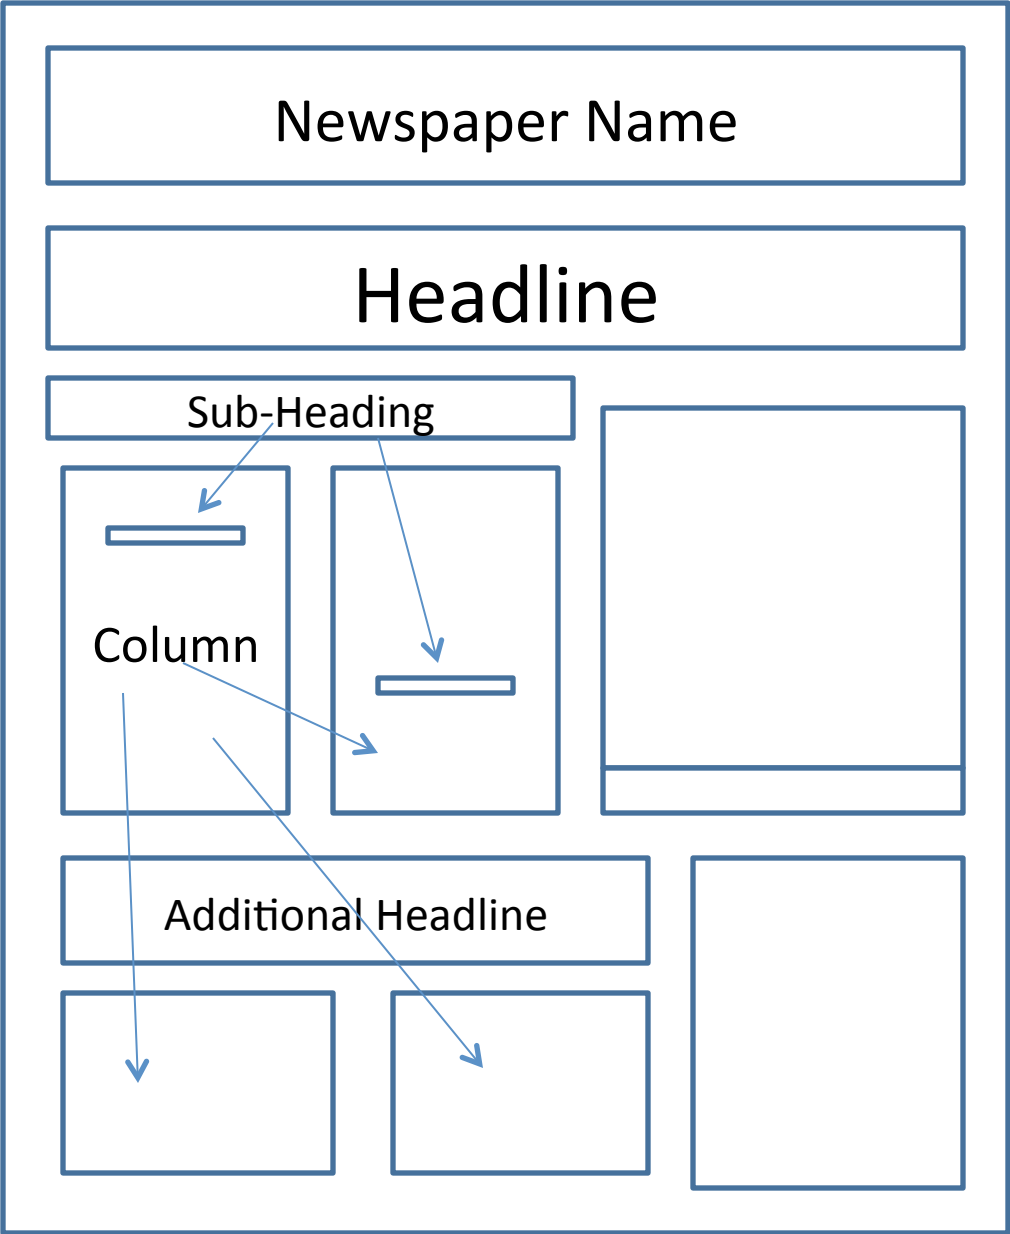 Newspaper Name
Headline
Sub-Heading
Column
Additional Headline